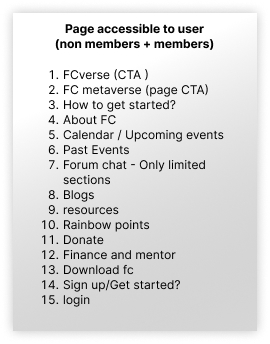 Page accessible to user
(non members + members)
1. FCverse (CTA )
2. FC metaverse (page CTA)
3. How to get started?
4. About FC
5. Calendar / Upcoming events
6. Past Events
7. Forum chat - Only limited
sections
8. Blogs
9. resources
10. Rainbow points
11. Donate
12. Finance and mentor
13. Download fc
14. Sign up/Get started?
15. login